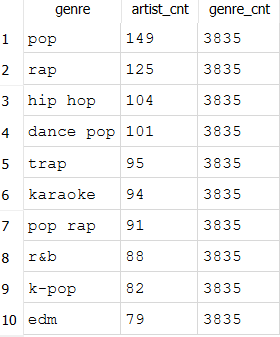 genre artist_cnt genre_cnt
1 pop 149 3835
2 rap 125 3835
3 hip hop 104 3835
4 dance pop 101 3835
5 trap 95 3835
6 karaoke 94 3835
7 pop rap 91 3835
8 r&b 88 3835
9 k-pop 82 3835
10 edm 79 3835